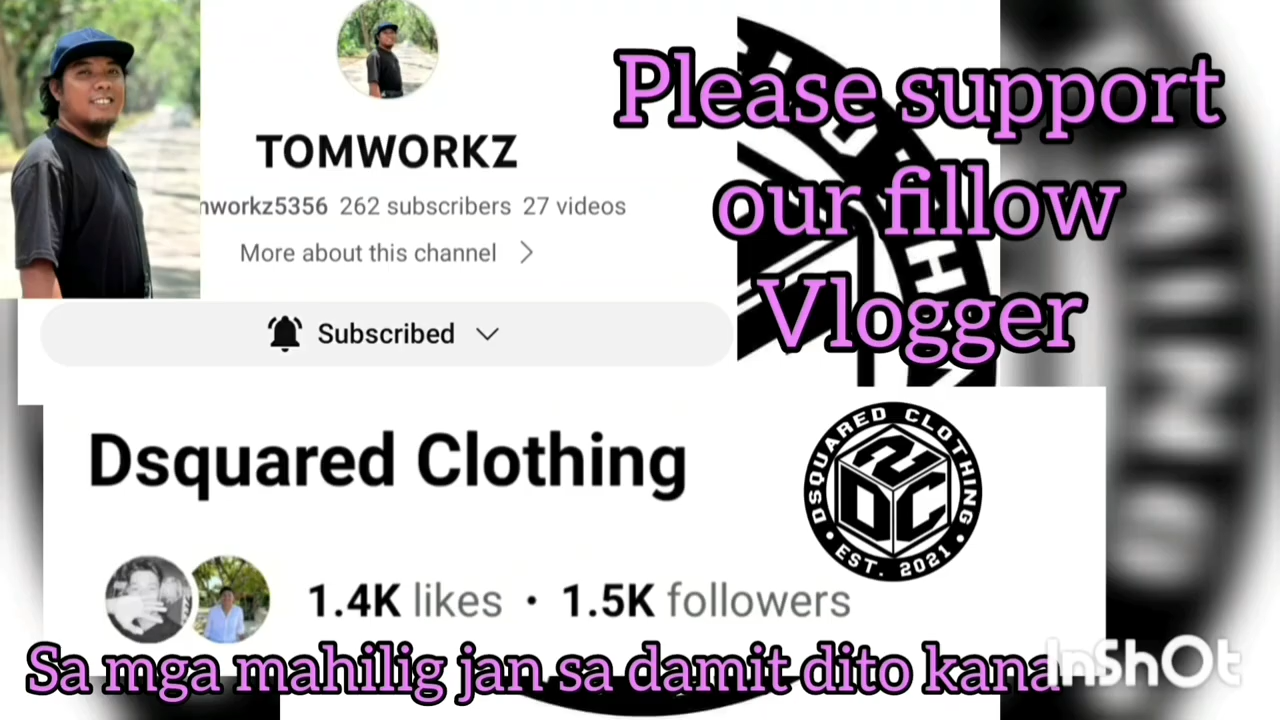 TOMWORKZ
nworkz5356 262 subscribers 27 videos
More about this channel
Subscribed
Please support
our fillow
Vlogger
Dsquared Clothing
DSQUARED CLOTHING
2
DC
EST. 2021
1.4K likes • 1.5K followers
Sa mga mahilig jan sa damit dito kana
InShOt